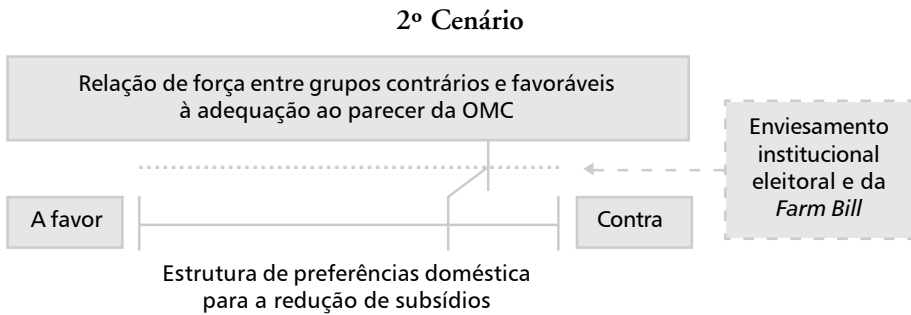 2º Cenário
Relação de força entre grupos contrários e favoráveis
à adequação ao parecer da OMC
Enviesamento
institucional
eleitoral e da
Farm Bill
A favor
Contra
Estrutura de preferências doméstica
para a redução de subsídios